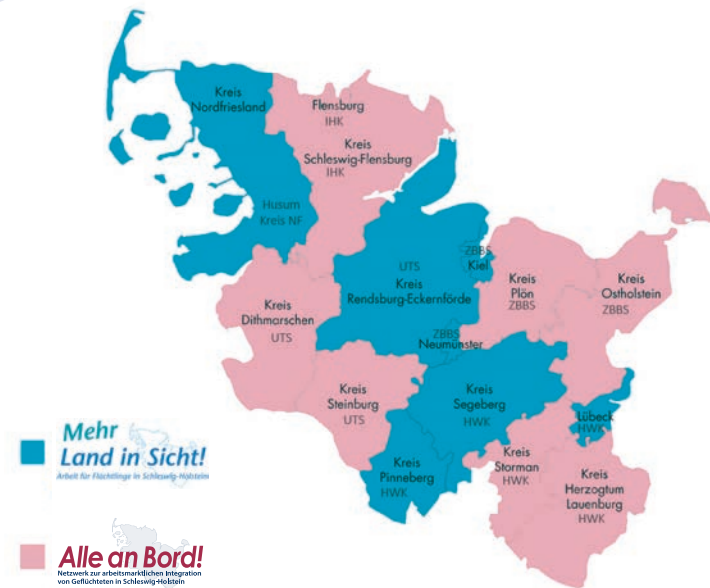 Kreis
Nordfriesland
Flensburg
IHK
Kreis
Schleswig-Flensburg
IHK
Husum
Kreis NF
UTS
Kreis
Rendsburg-Eckernförde
ZBBS
Kiel
Kreis
Plön
ZBBS
Kreis
Ostholstein
ZBBS
Kreis
Dithmarschen
UTS
ZBBS
Neumünster
Kreis
Steinburg
UTS
Kreis
Segeberg
HWK
Lübeck
HWK
Kreis
Pinneberg
HWK
Kreis
Storman
HWK
Kreis
Herzogtum
Lauenburg
HWK
Mehr
Land in Sicht!
Arbeit für Flüchtlinge in Schleswig-Holstein
Alle an Bord!
Netzwerk zur arbeitsmarktlichen Integration
von Geflüchteten in Schleswig-Holstein